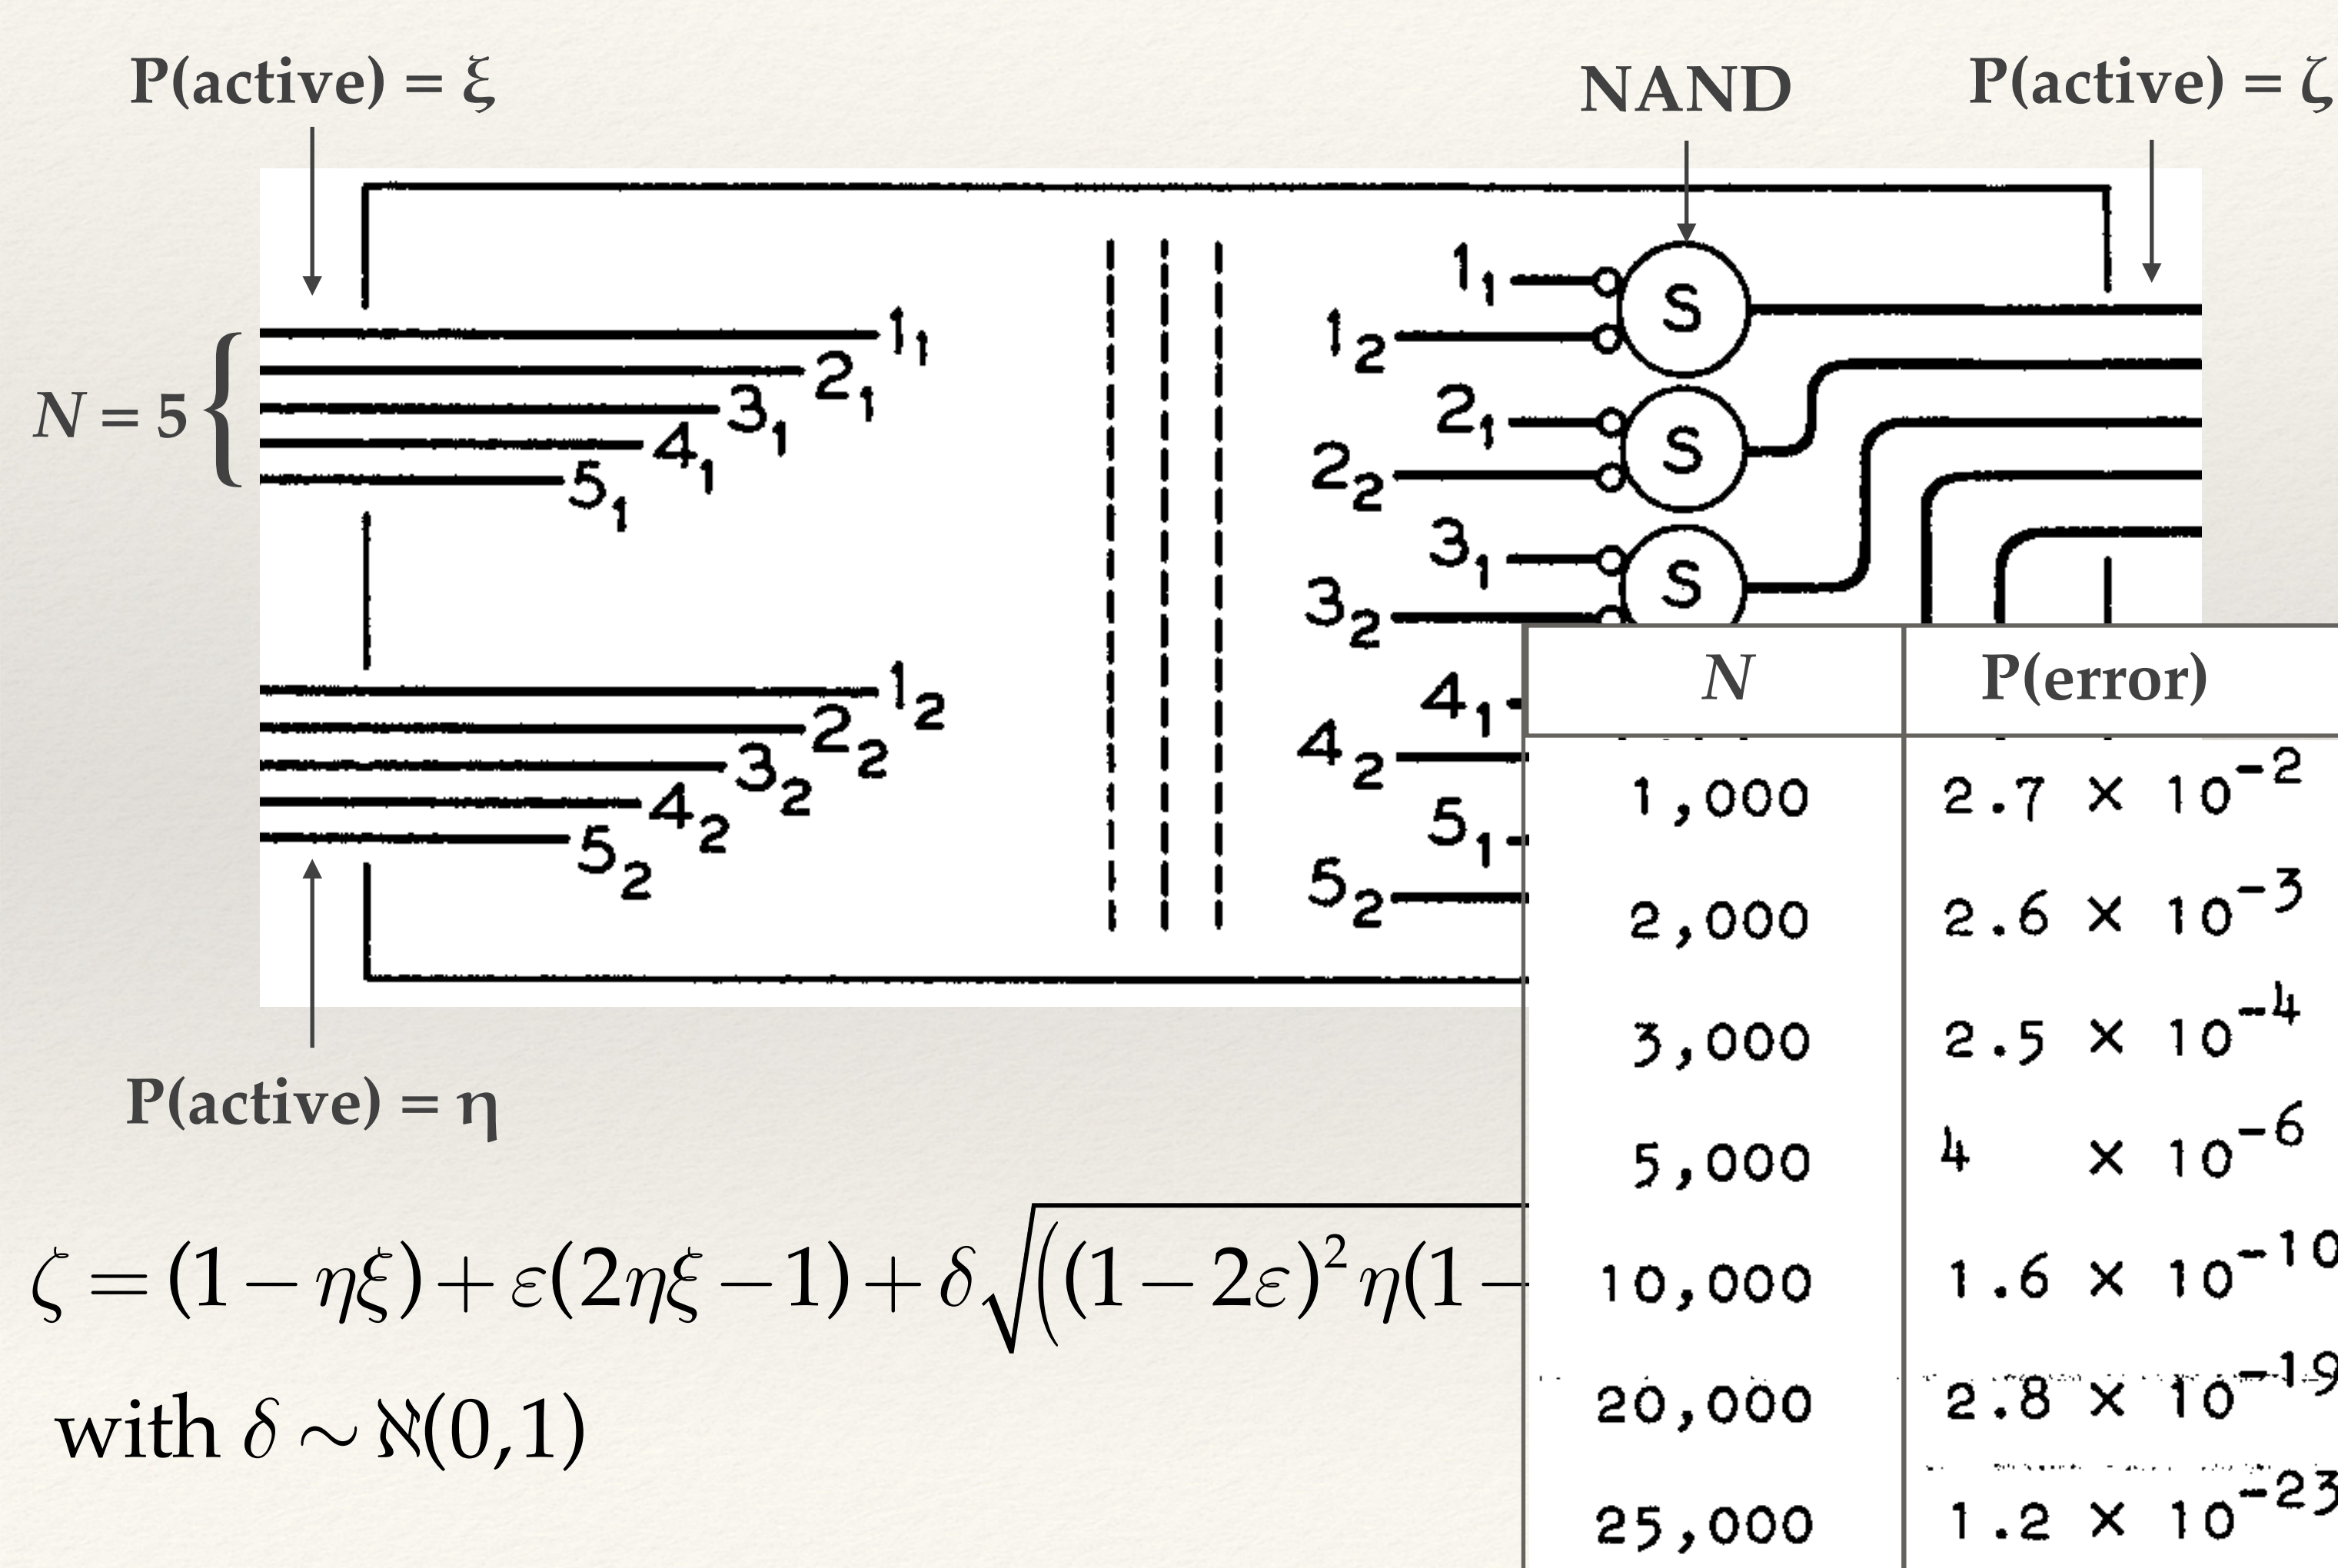 P(active) = ξ
NAND
P(active) = ζ
N = 5
1₁
2₁
3₁
4₁
5₁
1₂
2₂
3₂
4₂
5₂
1₁
1₂
S
2₁
2₂
S
3₁
3₂
S
4₁
4₂
5₁
5₂
P(active) = η
N P(error)
1,000 2.7 × 10⁻²
2,000 2.6 × 10⁻³
3,000 2.5 × 10⁻⁴
5,000 4 × 10⁻⁶
10,000 1.6 × 10⁻¹⁰
20,000 2.8 × 10⁻¹⁹
25,000 1.2 × 10⁻²³
ζ = (1 − ηξ) + ε(2ηξ − 1) + δ√(((1 − 2ε)² η(1 −
with δ ~ ℵ(0,1)